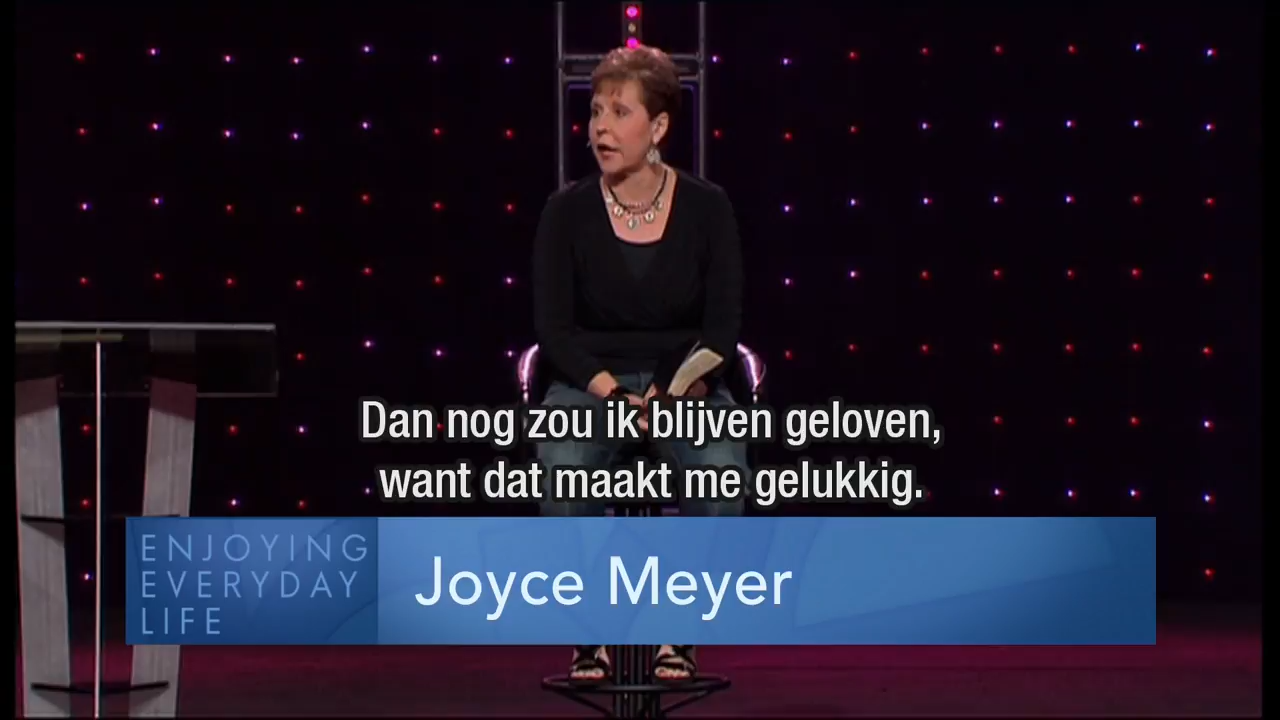 Dan nog zou ik blijven geloven,
want dat maakt me gelukkig.
ENJOYING
EVERYDAY
LIFE
Joyce Meyer